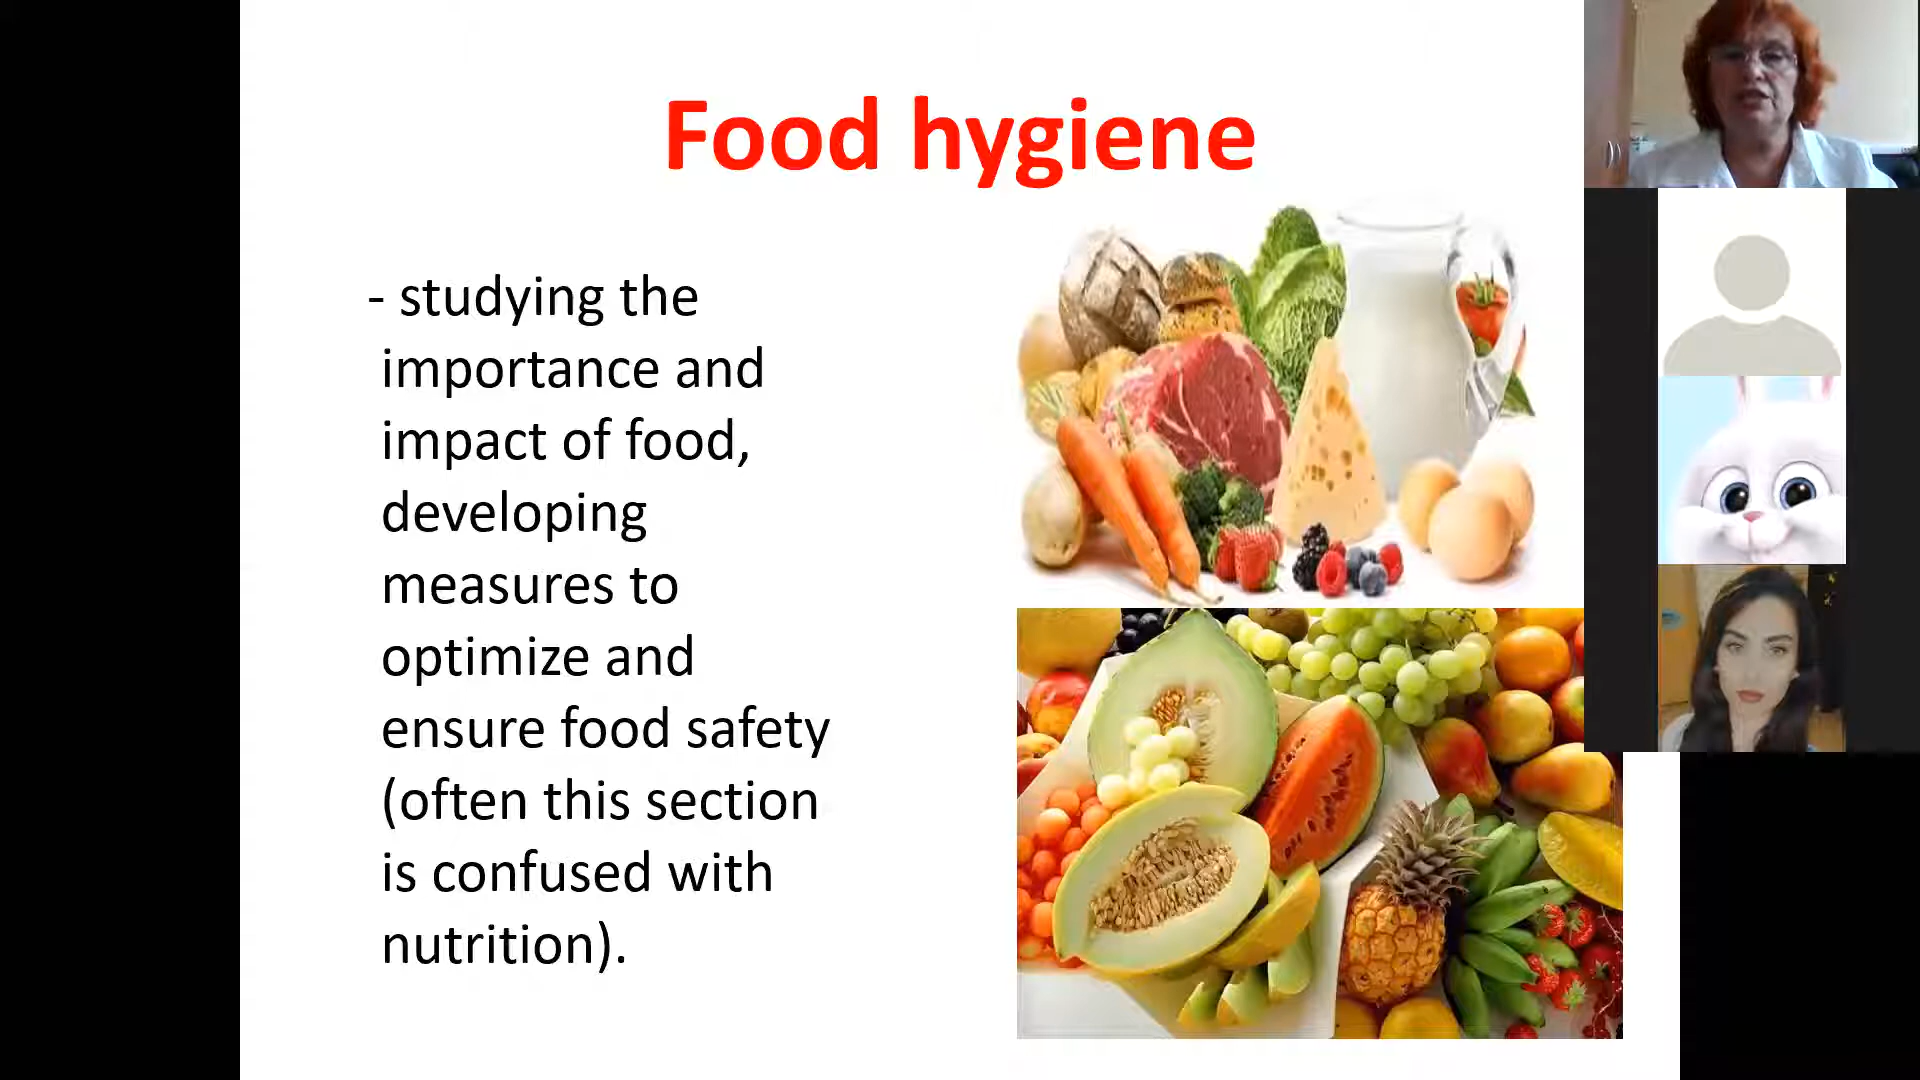 Food hygiene
- studying the
importance and
impact of food,
developing
measures to
optimize and
ensure food safety
(often this section
is confused with
nutrition).